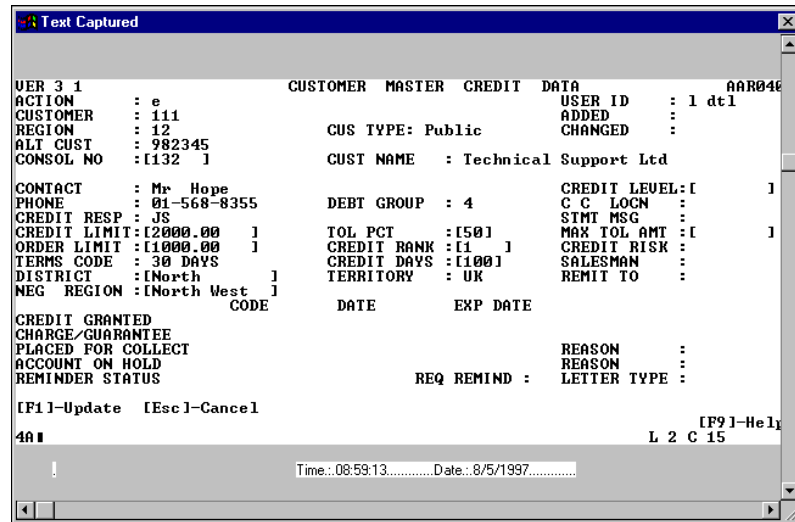 Text Captured
VER 3 1 CUSTOMER MASTER CREDIT DATA AAR040
ACTION : e USER ID : l dtl
CUSTOMER : 111 ADDED :
REGION : 12 CUS TYPE: Public CHANGED :
ALT CUST : 982345
CONSOL NO :[132 ] CUST NAME : Technical Support Ltd
CONTACT : Mr Hope CREDIT LEVEL:[ ]
PHONE : 01-568-8355 DEBT GROUP : 4 C C LOCN :
CREDIT RESP : JS STMT MSG :
CREDIT LIMIT:[2000.00 ] TOL PCT :[50] MAX TOL AMT :[ ]
ORDER LIMIT :[1000.00 ] CREDIT RANK :[1 ] CREDIT RISK :
TERMS CODE : 30 DAYS CREDIT DAYS :[100] SALESMAN :
DISTRICT :[North ] TERRITORY : UK REMIT TO :
NEG REGION :[North West ]
CODE DATE EXP DATE
CREDIT GRANTED
CHARGE/GUARANTEE
PLACED FOR COLLECT REASON :
ACCOUNT ON HOLD REASON :
REMINDER STATUS REQ REMIND : LETTER TYPE :
[F1]-Update [Esc]-Cancel
[F9]-Help
4A L 2 C 15
. Time.:.08:59:13............Date.:.8/5/1997.............